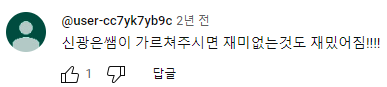 @user-cc7yk7yb9c 2년 전
신광은쌤이 가르쳐주시면 재미없는것도 재밌어짐!!!!
1 답글